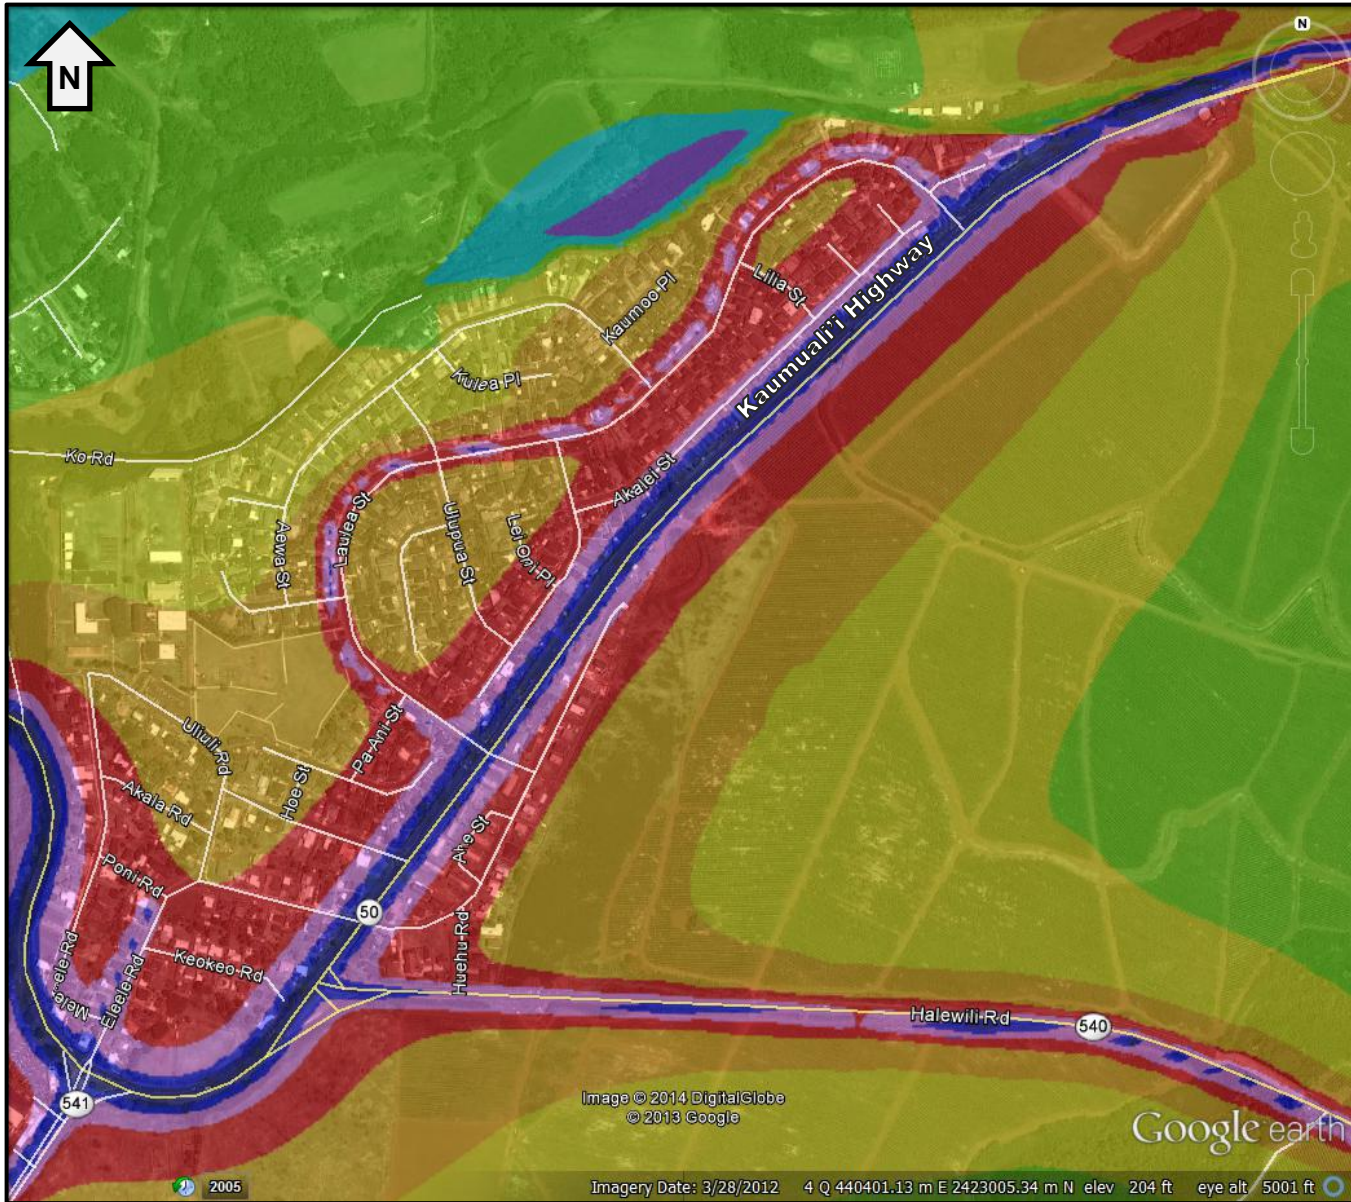 N
N
Lilia St
Kaumoo Pl
Kaumuali'i Highway
Kulea Pl
Ko Rd
Akalei St
Laulea St
Ulupua St
Lei Oni Pl
Aewa St
Pa Ani St
Uliuli Rd
Hoe St
Akala Rd
Ahe St
Poni Rd
50
Huehu Rd
Keokeo Rd
Eleele Rd
Mele
Halewili Rd
540
541
Image © 2014 DigitalGlobe
© 2013 Google
Google earth
2005
Imagery Date: 3/28/2012 4 Q 440401.13 m E 2423005.34 m N elev 204 ft eye alt 5001 ft